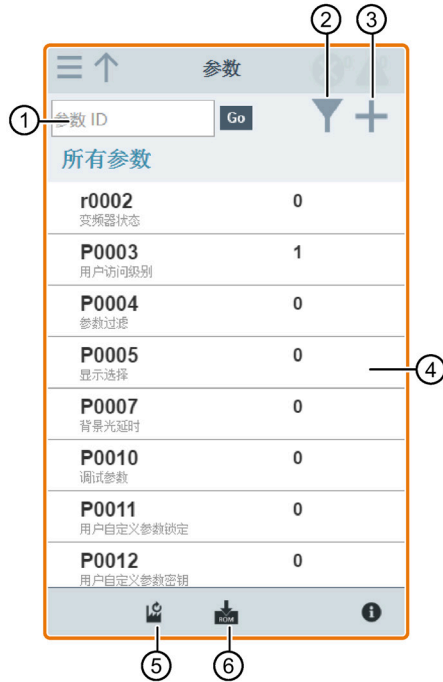 ② ③
参数
① 参数 ID Go
所有参数
r0002 0
变频器状态
P0003 1
用户访问级别
P0004 0
参数过滤
P0005 0
显示选择
④
P0007 0
背景光延时
P0010 0
调试参数
P0011 0
用户自定义参数锁定
P0012 0
用户自定义参数密钥
ROM
⑤ ⑥